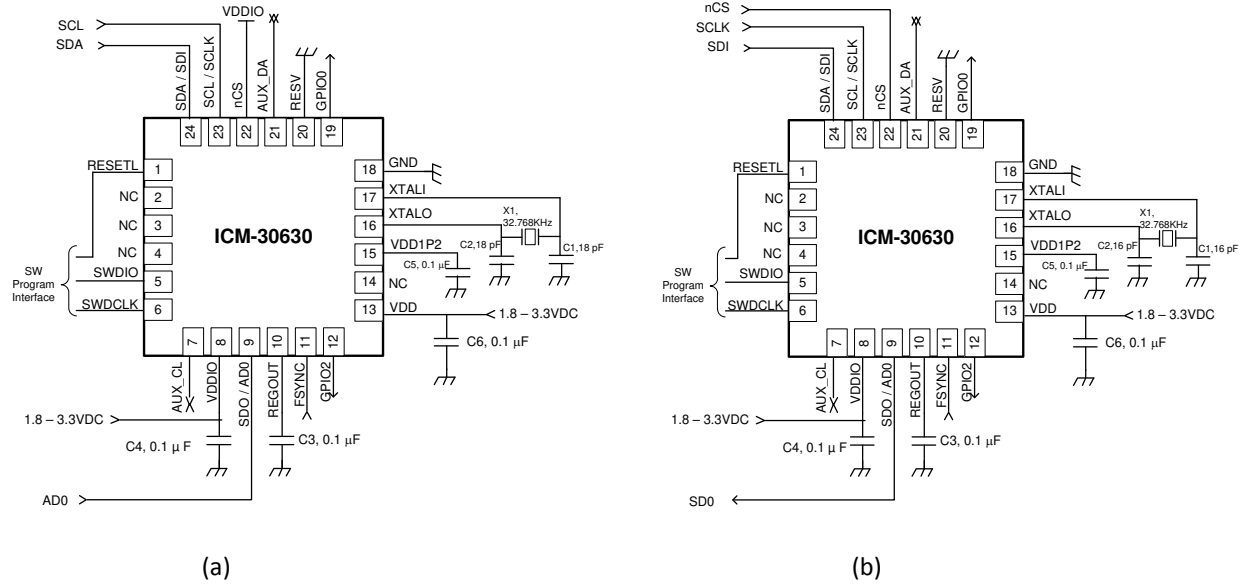 SCL
SDA
VDDIO
SDA / SDI
SCL / SCLK
nCS
AUX_DA
RESV
GPIO0
24
23
22
21
20
19
RESETL
1
NC
2
NC
3
NC
4
SWDIO
5
SWDCLK
6
SW
Program
Interface
ICM-30630
18
GND
17
XTALI
16
XTALO
15
VDD1P2
14
NC
13
VDD
X1,
32.768KHz
C2,18 pF
C1,18 pF
C5, 0.1 μF
1.8 – 3.3VDC
C6, 0.1 μF
7
8
9
10
11
12
AUX_CL
VDDIO
SDO / AD0
REGOUT
FSYNC
GPIO2
1.8 – 3.3VDC
C4, 0.1 μ F
C3, 0.1 μF
AD0
(a)
nCS
SCLK
SDI
SDA / SDI
SCL / SCLK
nCS
AUX_DA
RESV
GPIO0
24
23
22
21
20
19
RESETL
1
NC
2
NC
3
NC
4
SWDIO
5
SWDCLK
6
SW
Program
Interface
ICM-30630
18
GND
17
XTALI
16
XTALO
15
VDD1P2
14
NC
13
VDD
X1,
32.768KHz
C2,16 pF
C1,16 pF
C5, 0.1 μF
1.8 – 3.3VDC
C6, 0.1 μF
7
8
9
10
11
12
AUX_CL
VDDIO
SDO / AD0
REGOUT
FSYNC
GPIO2
1.8 – 3.3VDC
C4, 0.1 μ F
C3, 0.1 μF
SD0
(b)